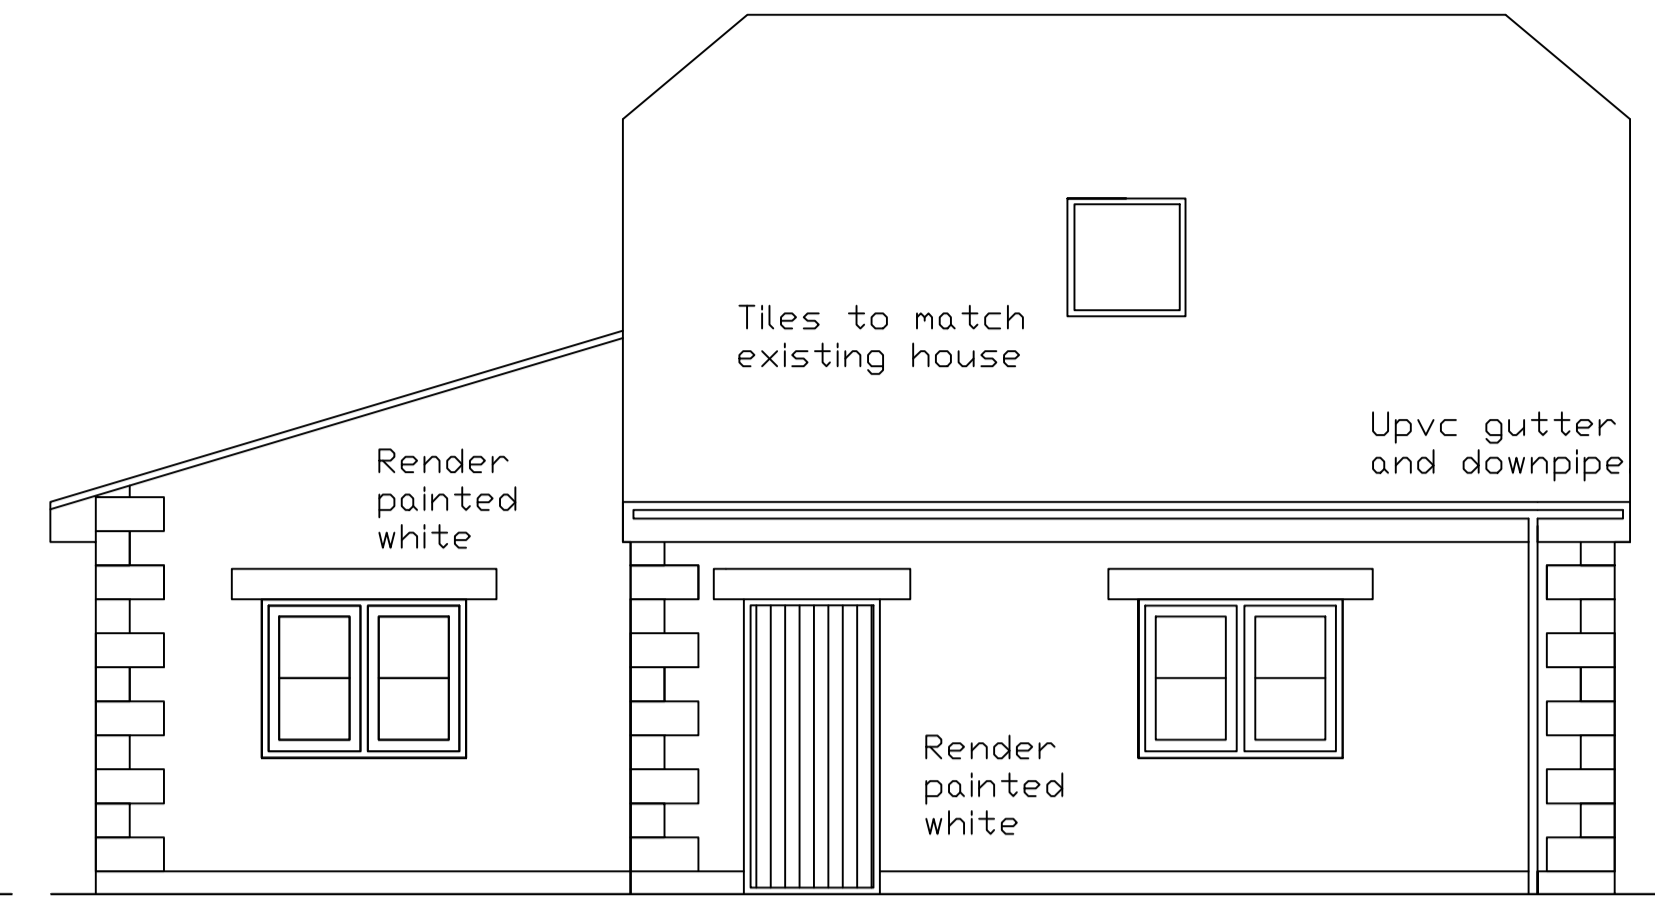 Tiles to match
existing house
Upvc gutter
and downpipe
Render
painted
white
Render
painted
white